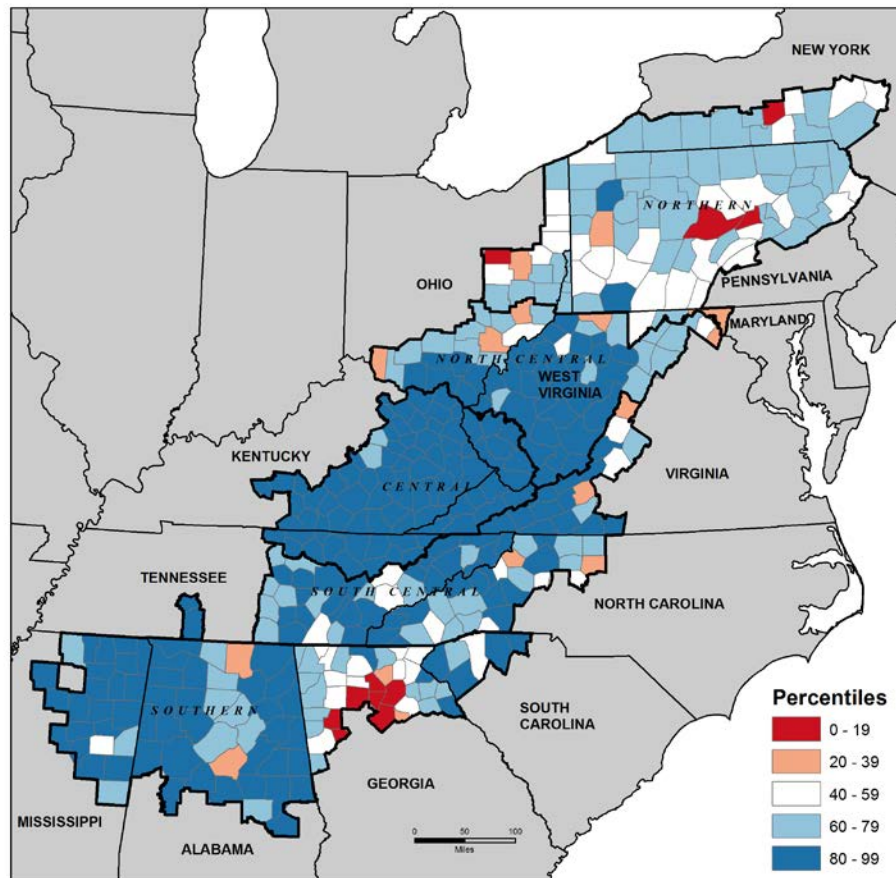 NEW YORK
NORTHERN
PENNSYLVANIA
OHIO
MARYLAND
NORTH CENTRAL
WEST
VIRGINIA
KENTUCKY
CENTRAL
VIRGINIA
TENNESSEE
SOUTH CENTRAL
NORTH CAROLINA
SOUTHERN
SOUTH
CAROLINA
GEORGIA
MISSISSIPPI
ALABAMA
0 50 100
Miles
Percentiles
0 - 19
20 - 39
40 - 59
60 - 79
80 - 99